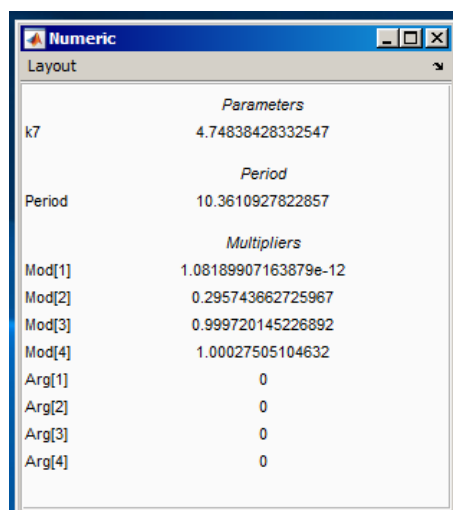 Numeric
Layout
Parameters
k7 4.74838428332547
Period
Period 10.3610927822857
Multipliers
Mod[1] 1.08189907163879e-12
Mod[2] 0.295743662725967
Mod[3] 0.999720145226892
Mod[4] 1.00027505104632
Arg[1] 0
Arg[2] 0
Arg[3] 0
Arg[4] 0